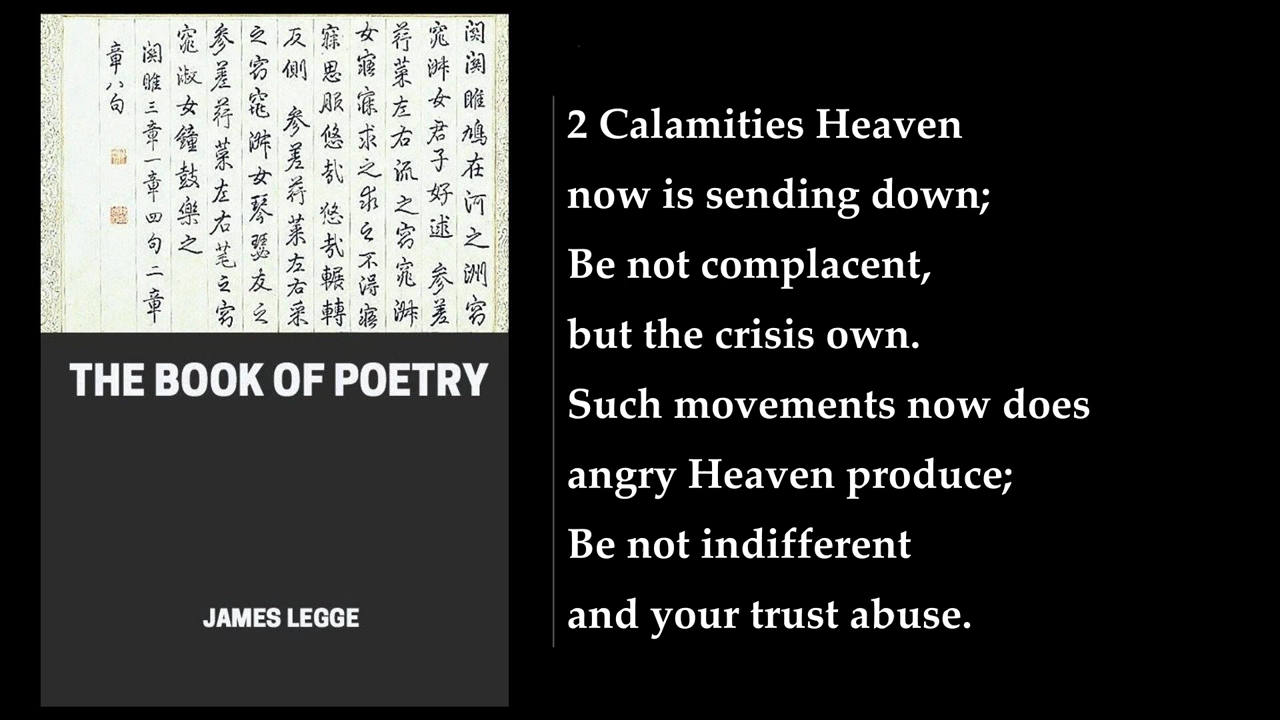 関関雎鳩在河之洲窈
窕淑女君子好逑 參差
荇菜左右流之窈窕淑
女寤寐求之求之不得寤
寐思服悠哉悠哉輾轉
反側 參差荇菜左右采
之窈窕淑女琴瑟友之
參差荇菜左右芼之窈
窕淑女鐘鼓樂之
関雎三章一章四句二章
章八句
THE BOOK OF POETRY
JAMES LEGGE
2 Calamities Heaven
now is sending down;
Be not complacent,
but the crisis own.
Such movements now does
angry Heaven produce;
Be not indifferent
and your trust abuse.